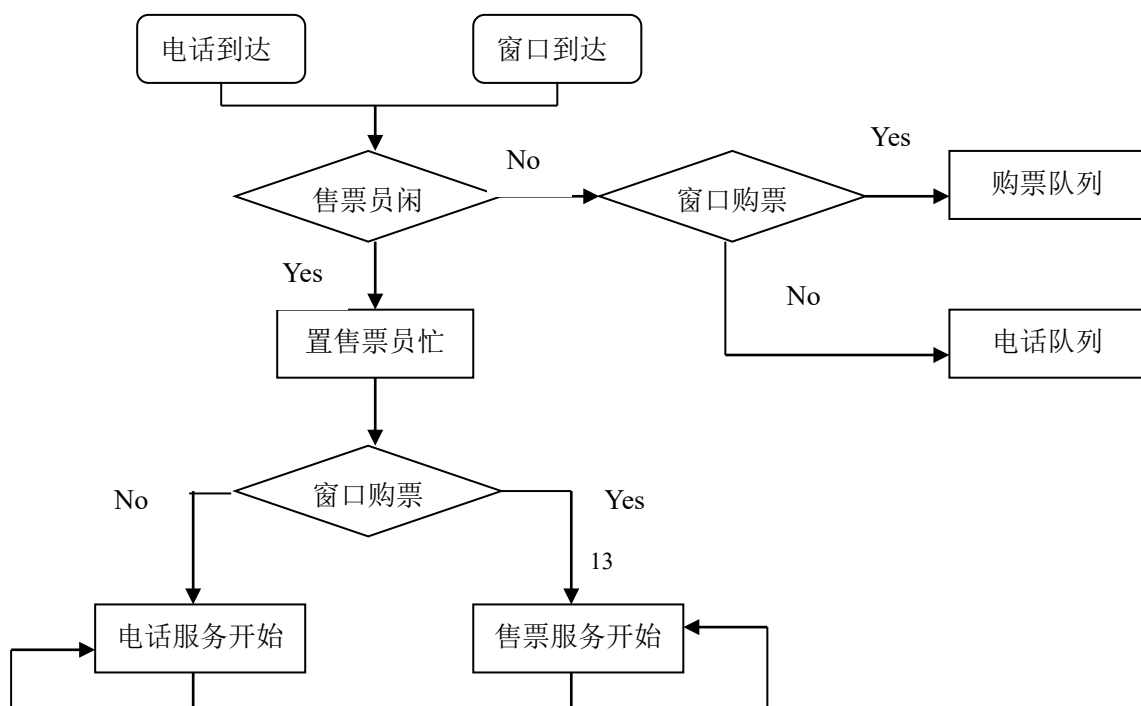 电话到达
窗口到达
Yes
No
售票员闲
窗口购票
购票队列
Yes
No
置售票员忙
电话队列
No
窗口购票
Yes
13
电话服务开始
售票服务开始